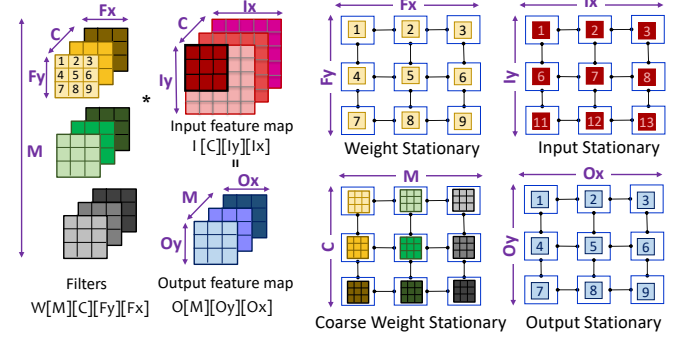 Fx
C
Fy
1 2 3
4 5 6
7 8 9
M
Filters
W[M][C][Fy][Fx]
*
Ix
C
Iy
Input feature map
I [C][Iy][Ix]
=
Ox
M
Oy
Output feature map
O[M][Oy][Ox]
Fx
Fy
1 2 3
4 5 6
7 8 9
Weight Stationary
Ix
Iy
1 2 3
6 7 8
11 12 13
Input Stationary
M
C
Coarse Weight Stationary
Ox
Oy
1 2 3
4 5 6
7 8 9
Output Stationary